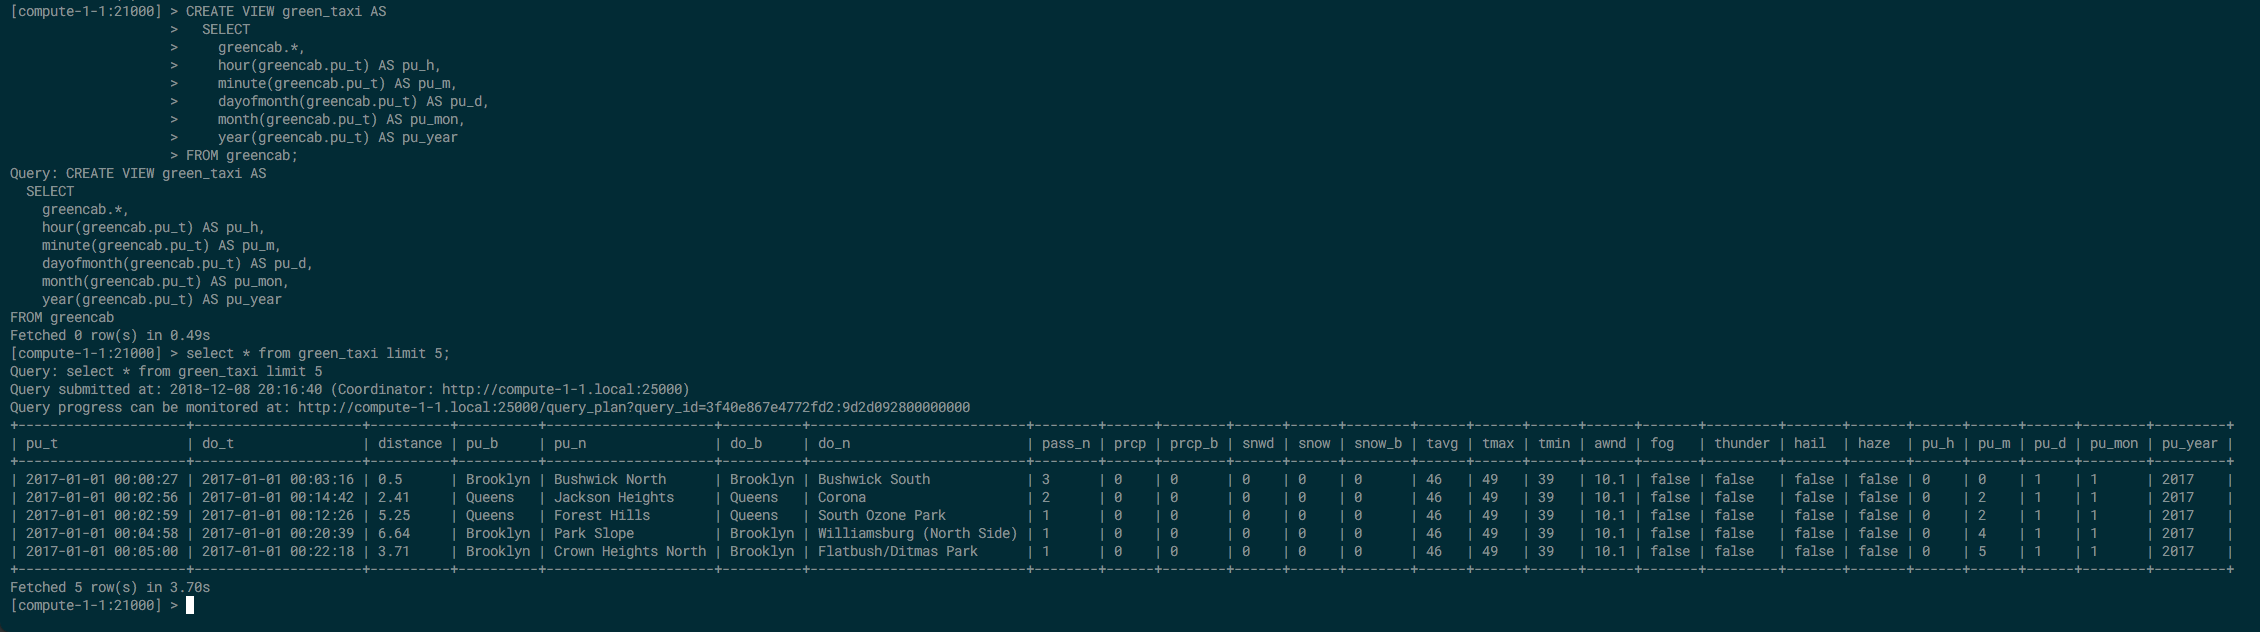 [compute-1-1:21000] > CREATE VIEW green_taxi AS
                    >   SELECT
                    >     greencab.*,
                    >     hour(greencab.pu_t) AS pu_h,
                    >     minute(greencab.pu_t) AS pu_m,
                    >     dayofmonth(greencab.pu_t) AS pu_d,
                    >     month(greencab.pu_t) AS pu_mon,
                    >     year(greencab.pu_t) AS pu_year
                    > FROM greencab;
Query: CREATE VIEW green_taxi AS
  SELECT
    greencab.*,
    hour(greencab.pu_t) AS pu_h,
    minute(greencab.pu_t) AS pu_m,
    dayofmonth(greencab.pu_t) AS pu_d,
    month(greencab.pu_t) AS pu_mon,
    year(greencab.pu_t) AS pu_year
FROM greencab
Fetched 0 row(s) in 0.49s
[compute-1-1:21000] > select * from green_taxi limit 5;
Query: select * from green_taxi limit 5
Query submitted at: 2018-12-08 20:16:40 (Coordinator: http://compute-1-1.local:25000)
Query progress can be monitored at: http://compute-1-1.local:25000/query_plan?query_id=3f40e867e4772fd2:9d2d092800000000
+---------------------+---------------------+----------+----------+---------------------+----------+---------------------------+--------+------+--------+------+------+--------+------+------+------+------+-------+---------+-------+-------+------+------+------+--------+---------+
| pu_t                | do_t                | distance | pu_b     | pu_n                | do_b     | do_n                      | pass_n | prcp | prcp_b | snwd | snow | snow_b | tavg | tmax | tmin | awnd | fog   | thunder | hail  | haze  | pu_h | pu_m | pu_d | pu_mon | pu_year |
+---------------------+---------------------+----------+----------+---------------------+----------+---------------------------+--------+------+--------+------+------+--------+------+------+------+------+-------+---------+-------+-------+------+------+------+--------+---------+
| 2017-01-01 00:00:27 | 2017-01-01 00:03:16 | 0.5      | Brooklyn | Bushwick North      | Brooklyn | Bushwick South            | 3      | 0    | 0      | 0    | 0    | 0      | 46   | 49   | 39   | 10.1 | false | false   | false | false | 0    | 0    | 1    | 1      | 2017    |
| 2017-01-01 00:02:56 | 2017-01-01 00:14:42 | 2.41     | Queens   | Jackson Heights     | Queens   | Corona                    | 2      | 0    | 0      | 0    | 0    | 0      | 46   | 49   | 39   | 10.1 | false | false   | false | false | 0    | 2    | 1    | 1      | 2017    |
| 2017-01-01 00:02:59 | 2017-01-01 00:12:26 | 5.25     | Queens   | Forest Hills        | Queens   | South Ozone Park          | 1      | 0    | 0      | 0    | 0    | 0      | 46   | 49   | 39   | 10.1 | false | false   | false | false | 0    | 2    | 1    | 1      | 2017    |
| 2017-01-01 00:04:58 | 2017-01-01 00:20:39 | 6.64     | Brooklyn | Park Slope          | Brooklyn | Williamsburg (North Side) | 1      | 0    | 0      | 0    | 0    | 0      | 46   | 49   | 39   | 10.1 | false | false   | false | false | 0    | 4    | 1    | 1      | 2017    |
| 2017-01-01 00:05:00 | 2017-01-01 00:22:18 | 3.71     | Brooklyn | Crown Heights North | Brooklyn | Flatbush/Ditmas Park      | 1      | 0    | 0      | 0    | 0    | 0      | 46   | 49   | 39   | 10.1 | false | false   | false | false | 0    | 5    | 1    | 1      | 2017    |
+---------------------+---------------------+----------+----------+---------------------+----------+---------------------------+--------+------+--------+------+------+--------+------+------+------+------+-------+---------+-------+-------+------+------+------+--------+---------+
Fetched 5 row(s) in 3.70s
[compute-1-1:21000] >